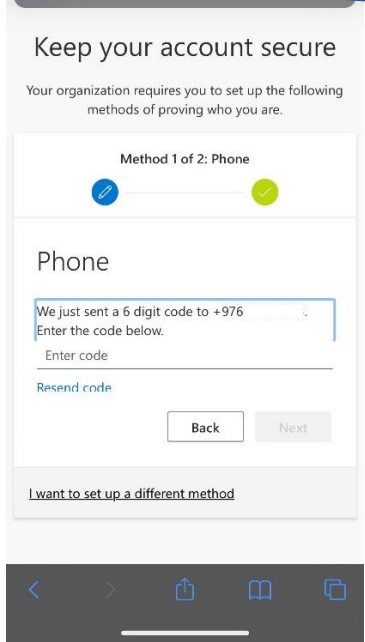 Keep your account secure
Your organization requires you to set up the following
methods of proving who you are.
Method 1 of 2: Phone
Phone
We just sent a 6 digit code to +976 .
Enter the code below.
Enter code
Resend code
Back
Next
I want to set up a different method